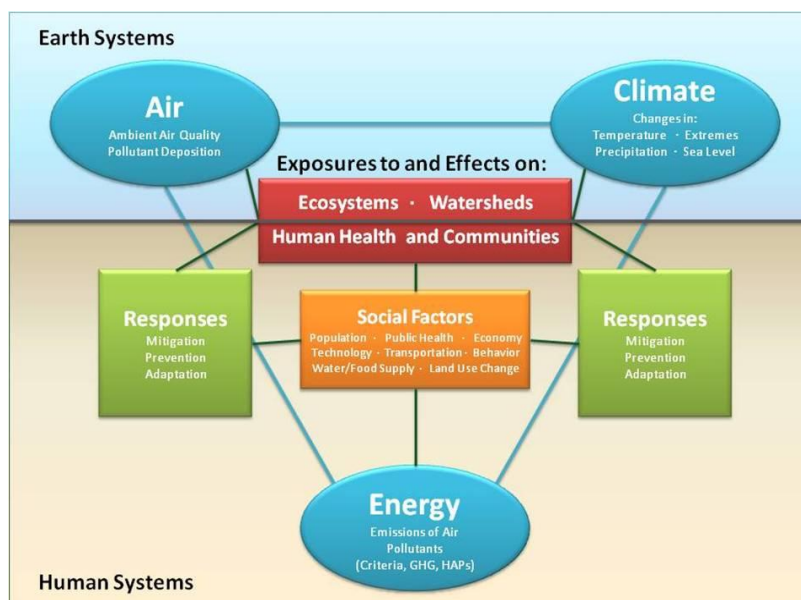 Earth Systems
Air
Ambient Air Quality
Pollutant Deposition
Climate
Changes in:
Temperature · Extremes
Precipitation · Sea Level
Exposures to and Effects on:
Ecosystems · Watersheds
Human Health and Communities
Responses
Mitigation
Prevention
Adaptation
Social Factors
Population · Public Health · Economy
Technology · Transportation · Behavior
Water/Food Supply · Land Use Change
Responses
Mitigation
Prevention
Adaptation
Energy
Emissions of Air
Pollutants
(Criteria, GHG, HAPs)
Human Systems